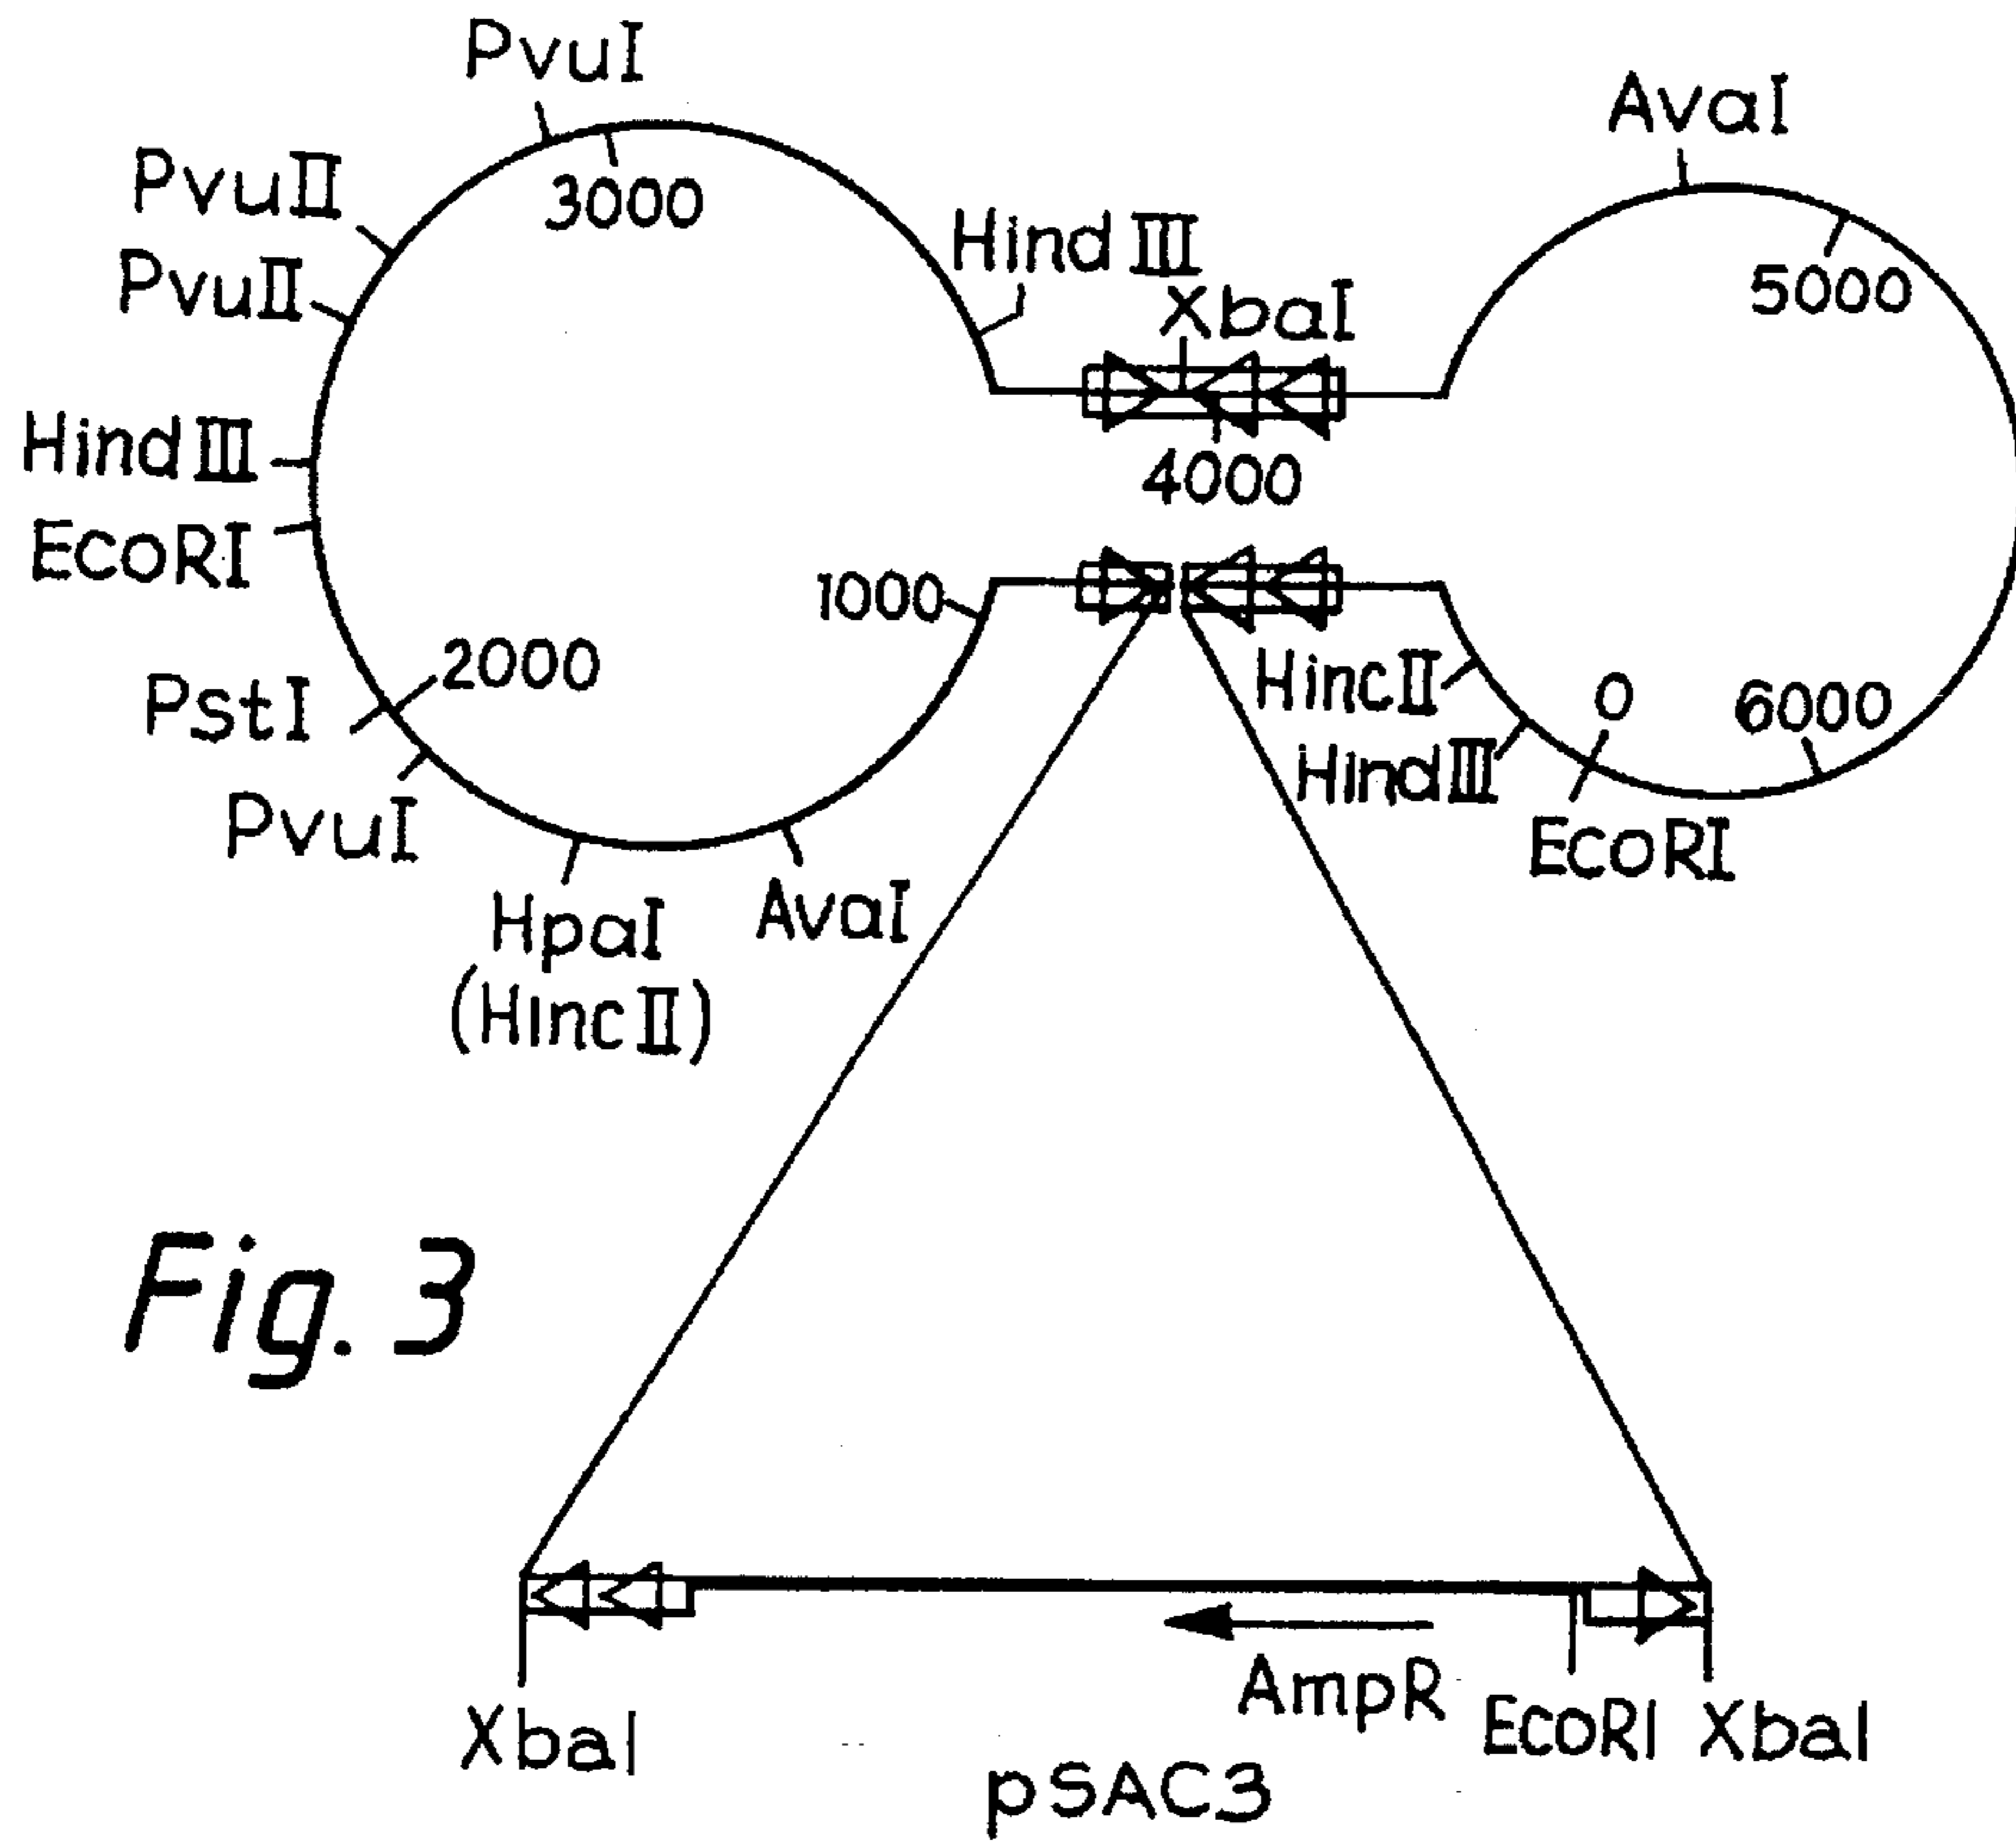 PvuI
AvaI
PvuII
3000
HindIII
PvuII
5000
XbaI
HindIII
4000
EcoRI
1000
2000
HincII
PstI
0
6000
HindIII
PvuI
EcoRI
HpaI
AvaI
(HincII)
Fig. 3
AmpR
XbaI
EcoRI
XbaI
pSAC3